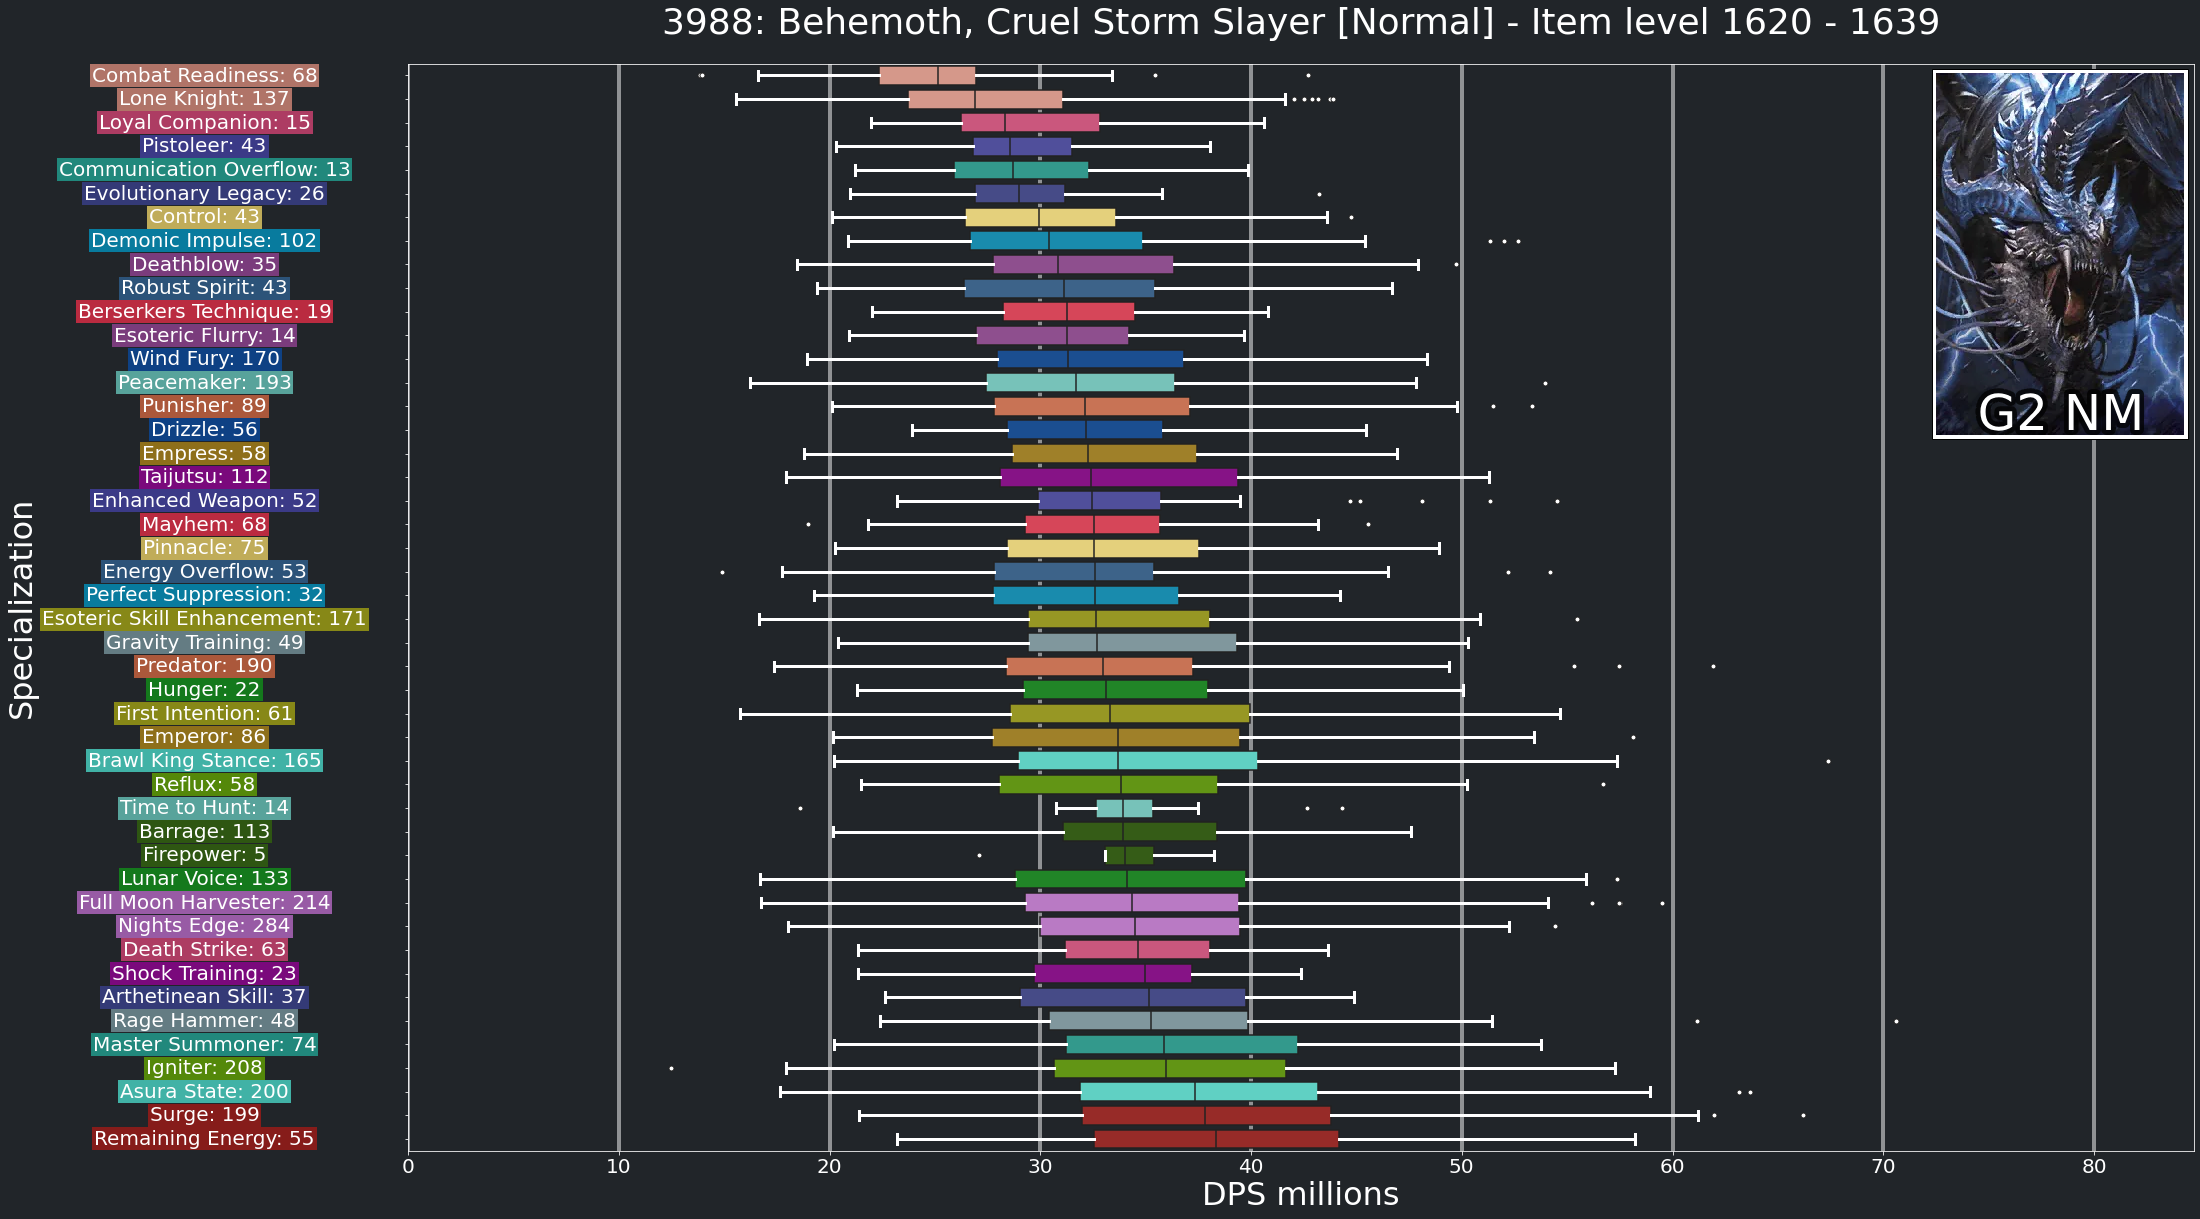 3988: Behemoth, Cruel Storm Slayer [Normal] - Item level 1620 - 1639
Combat Readiness: 68
Lone Knight: 137
Loyal Companion: 15
Pistoleer: 43
Communication Overflow: 13
Evolutionary Legacy: 26
Control: 43
Demonic Impulse: 102
Deathblow: 35
Robust Spirit: 43
Berserkers Technique: 19
Esoteric Flurry: 14
Wind Fury: 170
Peacemaker: 193
Punisher: 89
Drizzle: 56
Empress: 58
Taijutsu: 112
Enhanced Weapon: 52
Mayhem: 68
Pinnacle: 75
Energy Overflow: 53
Perfect Suppression: 32
Esoteric Skill Enhancement: 171
Gravity Training: 49
Predator: 190
Hunger: 22
First Intention: 61
Emperor: 86
Brawl King Stance: 165
Reflux: 58
Time to Hunt: 14
Barrage: 113
Firepower: 5
Lunar Voice: 133
Full Moon Harvester: 214
Nights Edge: 284
Death Strike: 63
Shock Training: 23
Arthetinean Skill: 37
Rage Hammer: 48
Master Summoner: 74
Igniter: 208
Asura State: 200
Surge: 199
Remaining Energy: 55
Specialization
G2 NM
0 10 20 30 40 50 60 70 80
DPS millions